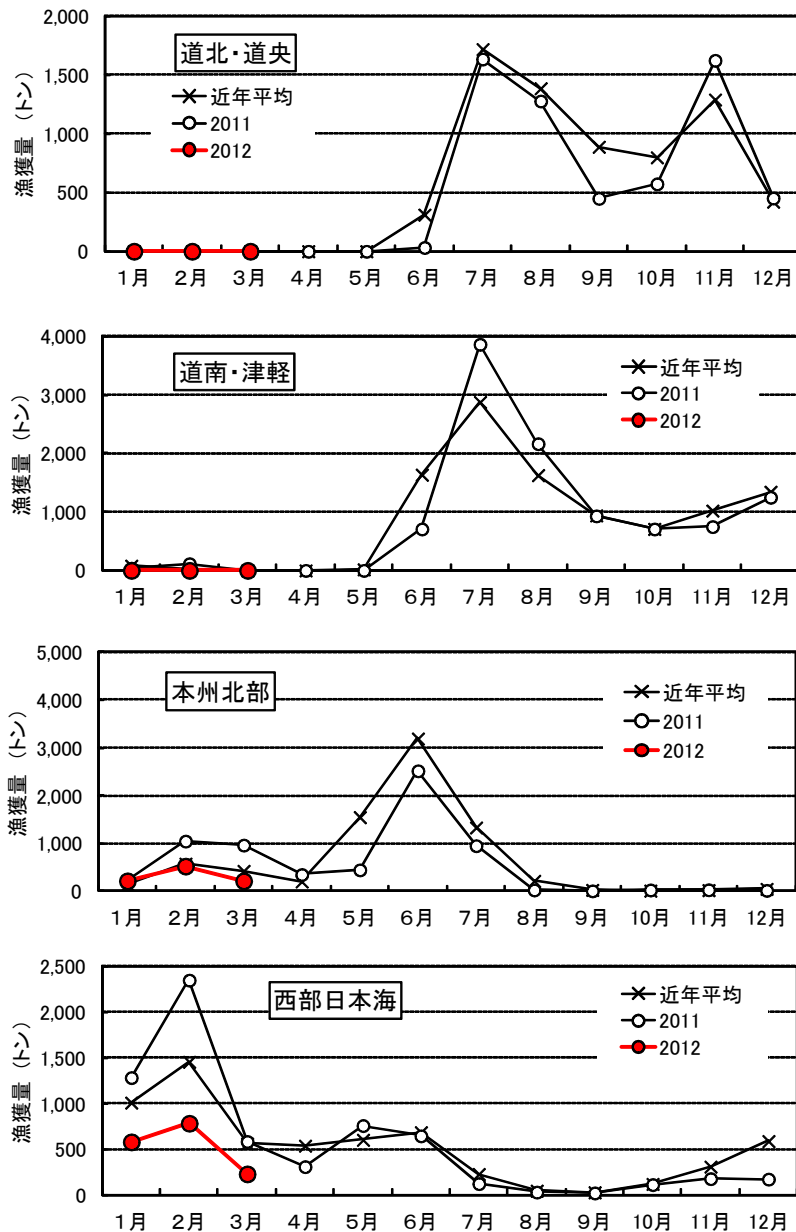 2,000
道北・道央
1,500
近年平均
2011
1,000
2012
500
0
漁獲量（トン）
1月 2月 3月 4月 5月 6月 7月 8月 9月 10月 11月 12月
4,000
道南・津軽
近年平均
3,000
2011
2012
2,000
1,000
0
漁獲量（トン）
1月 2月 3月 4月 5月 6月 7月 8月 9月 10月 11月 12月
5,000
本州北部
4,000
近年平均
2011
3,000
2012
2,000
1,000
0
漁獲量（トン）
1月 2月 3月 4月 5月 6月 7月 8月 9月 10月 11月 12月
2,500
西部日本海
近年平均
2,000
2011
2012
1,500
1,000
500
0
漁獲量（トン）
1月 2月 3月 4月 5月 6月 7月 8月 9月 10月 11月 12月